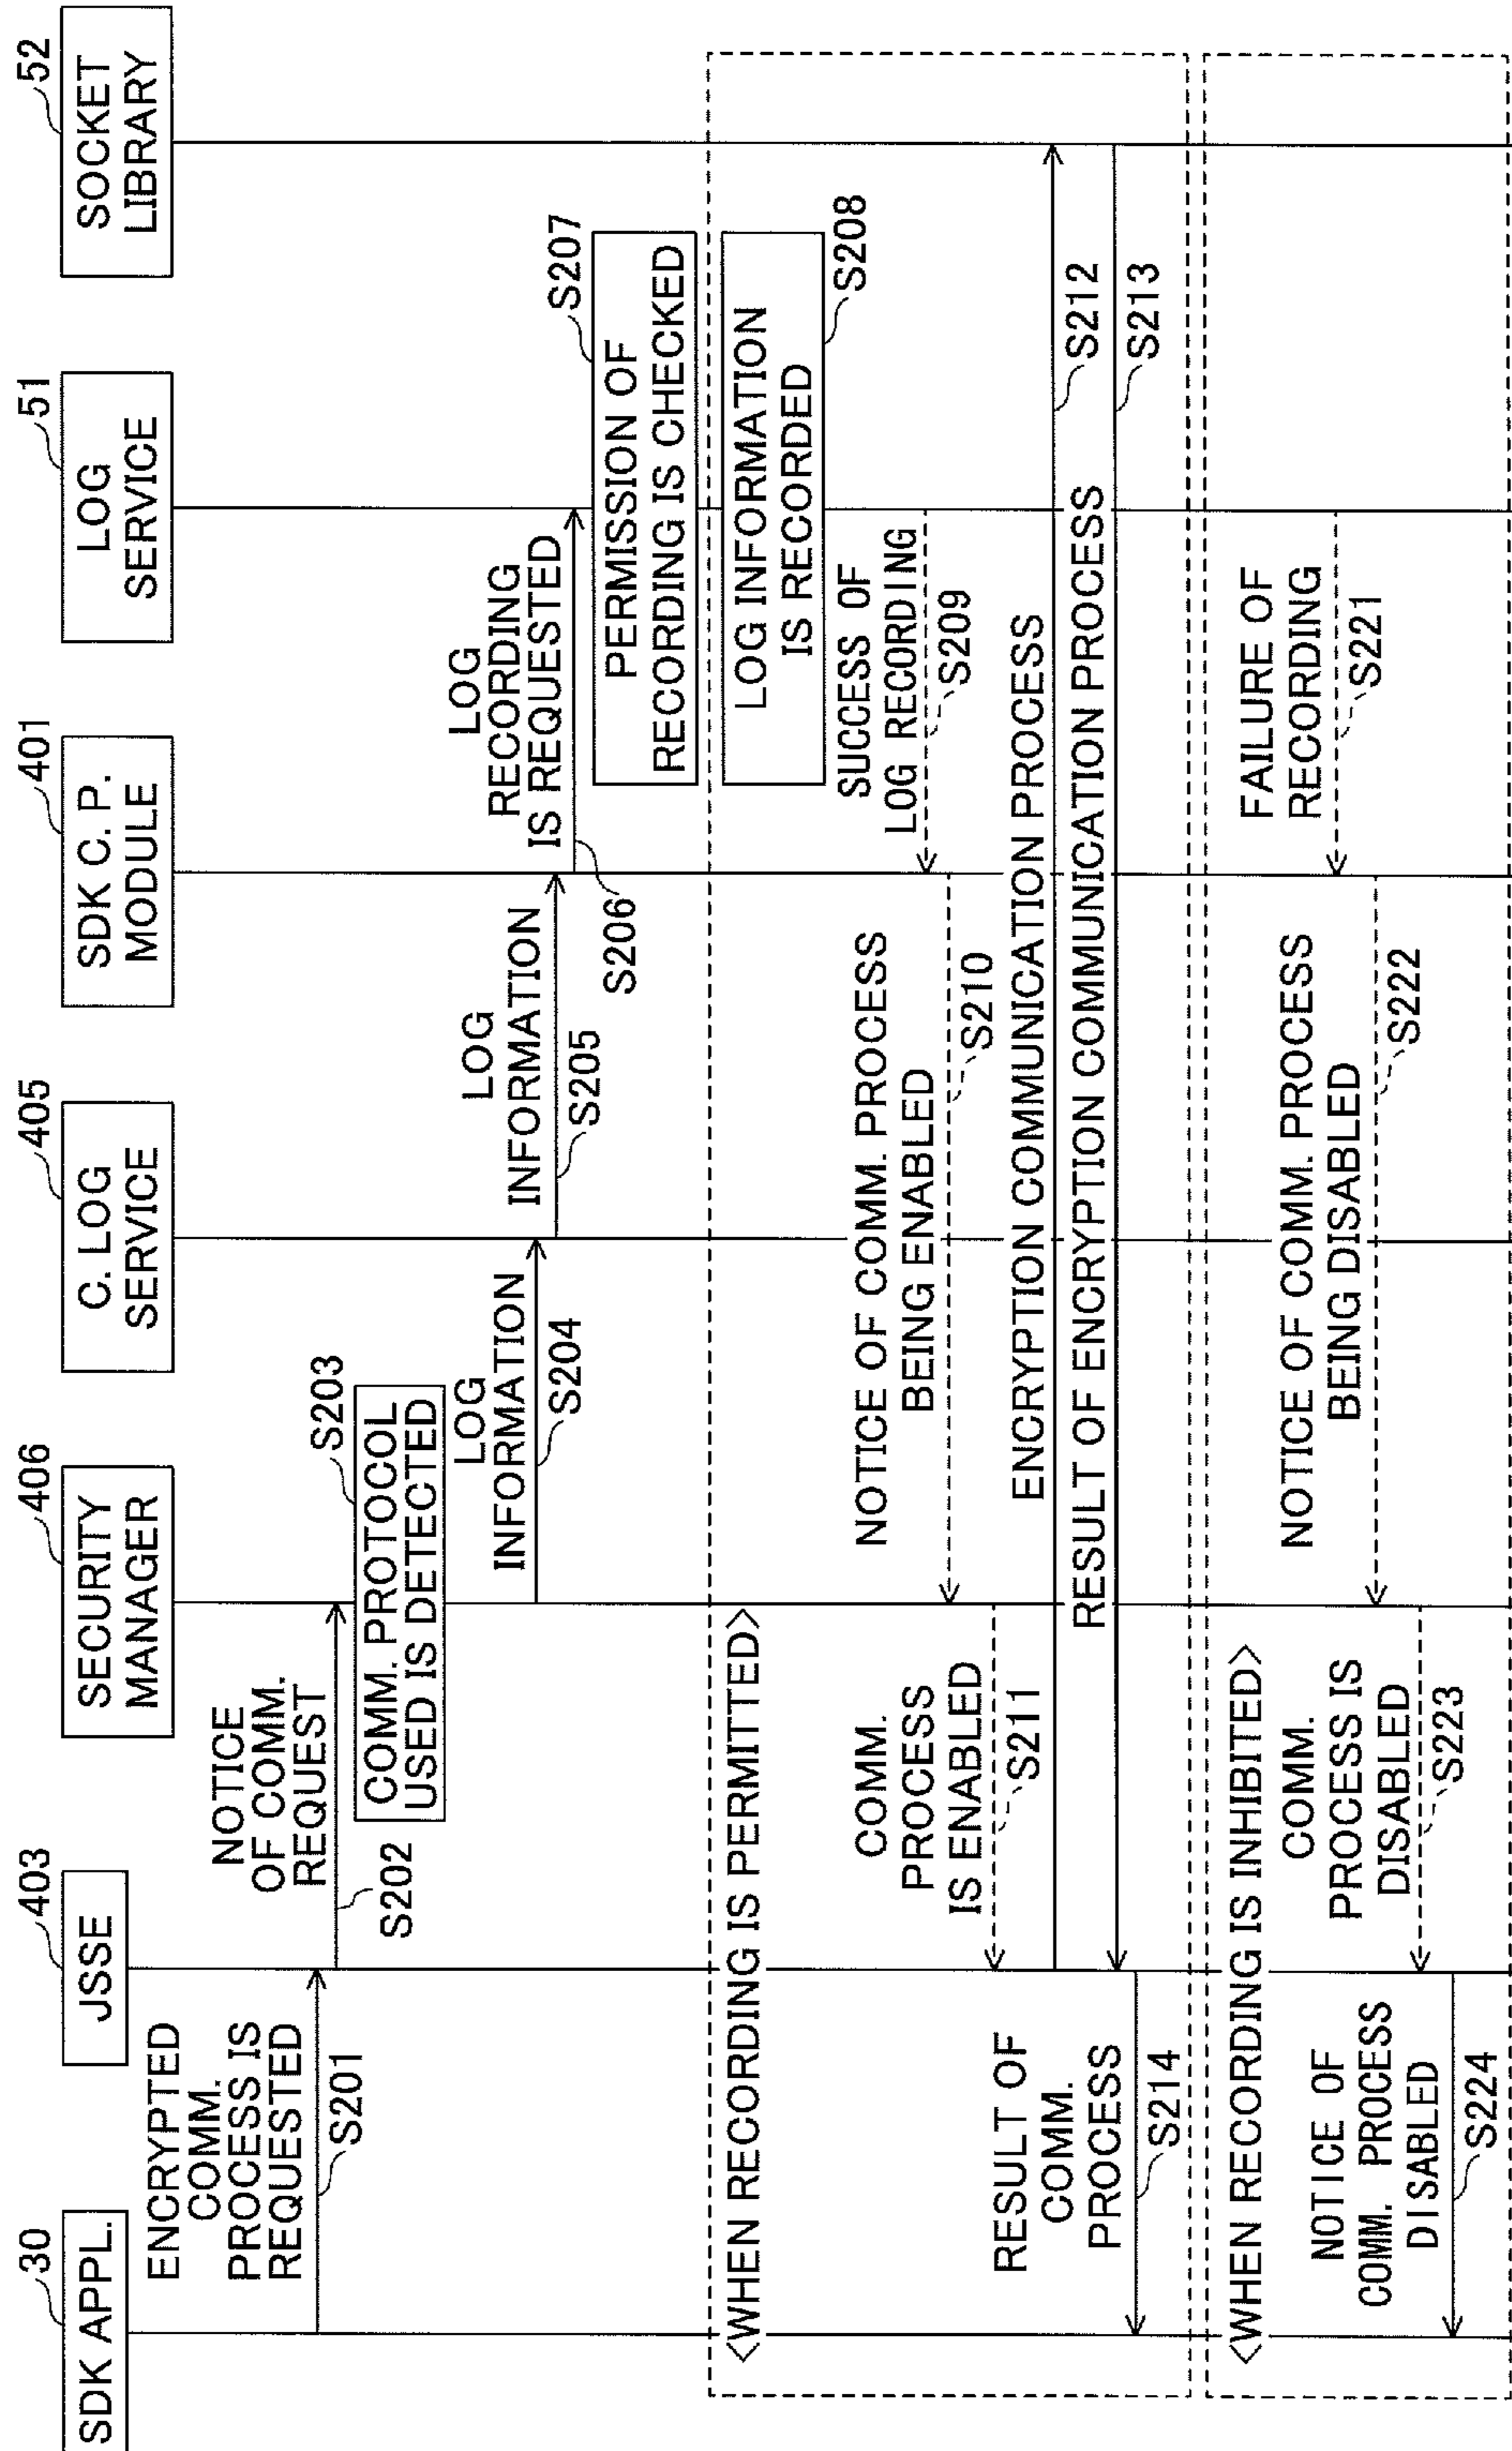 30
SDK APPL.
403
JSSE
406
SECURITY
MANAGER
405
C. LOG
SERVICE
401
SDK C. P.
MODULE
51
LOG
SERVICE
52
SOCKET
LIBRARY
ENCRYPTED
COMM.
PROCESS IS
REQUESTED
S201
NOTICE
OF COMM.
REQUEST
S202
S203
COMM. PROTOCOL
USED IS DETECTED
LOG
INFORMATION
S204
LOG
INFORMATION
S205
LOG
RECORDING
IS REQUESTED
S206
S207
PERMISSION OF
RECORDING IS CHECKED
<WHEN RECORDING IS PERMITTED>
LOG INFORMATION
IS RECORDED
S208
SUCCESS OF
LOG RECORDING
S209
NOTICE OF COMM. PROCESS
BEING ENABLED
S210
COMM.
PROCESS
IS ENABLED
S211
ENCRYPTION COMMUNICATION PROCESS
S212
RESULT OF ENCRYPTION COMMUNICATION PROCESS
S213
RESULT OF
COMM.
PROCESS
S214
<WHEN RECORDING IS INHIBITED>
FAILURE OF
RECORDING
S221
NOTICE OF COMM. PROCESS
BEING DISABLED
S222
COMM.
PROCESS IS
DISABLED
S223
NOTICE OF
COMM. PROCESS
DISABLED
S224